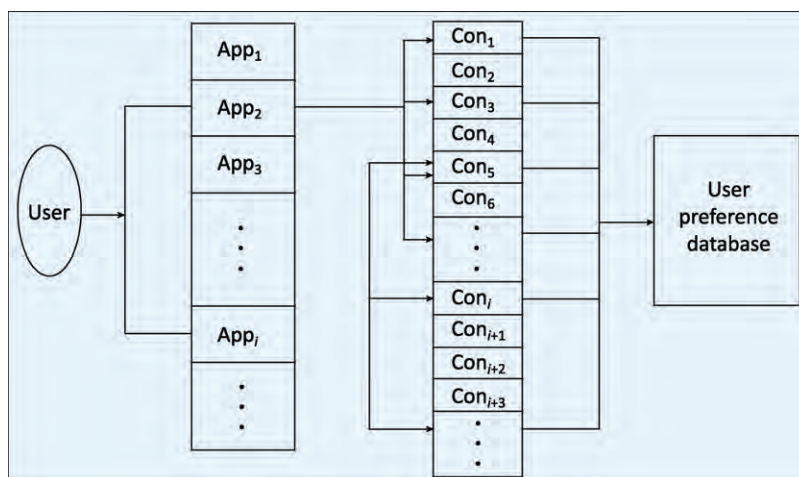 User
App₁
App₂
App₃
Appᵢ
Con₁
Con₂
Con₃
Con₄
Con₅
Con₆
Conᵢ
Conᵢ₊₁
Conᵢ₊₂
Conᵢ₊₃
User
preference
database